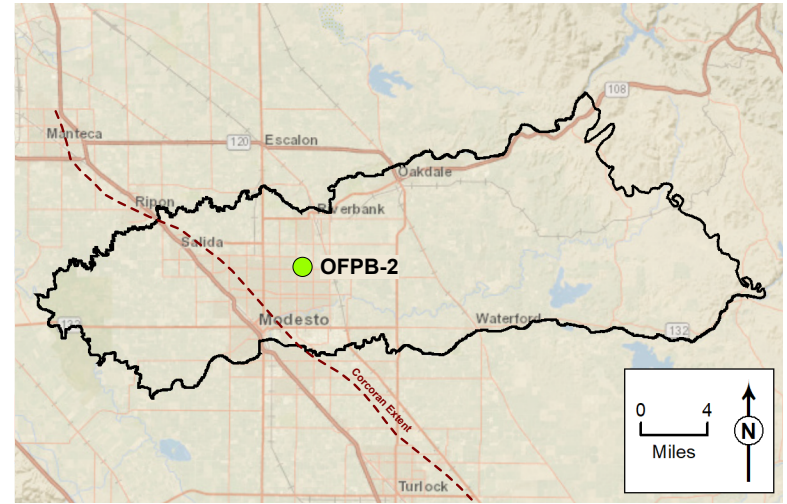 108
Manteca
120 Escalon
Oakdale
Ripon
Riverbank
Salida
OFPB-2
132
Modesto
Waterford
132
Corcoran Extent
0 4
Miles
N
Turlock